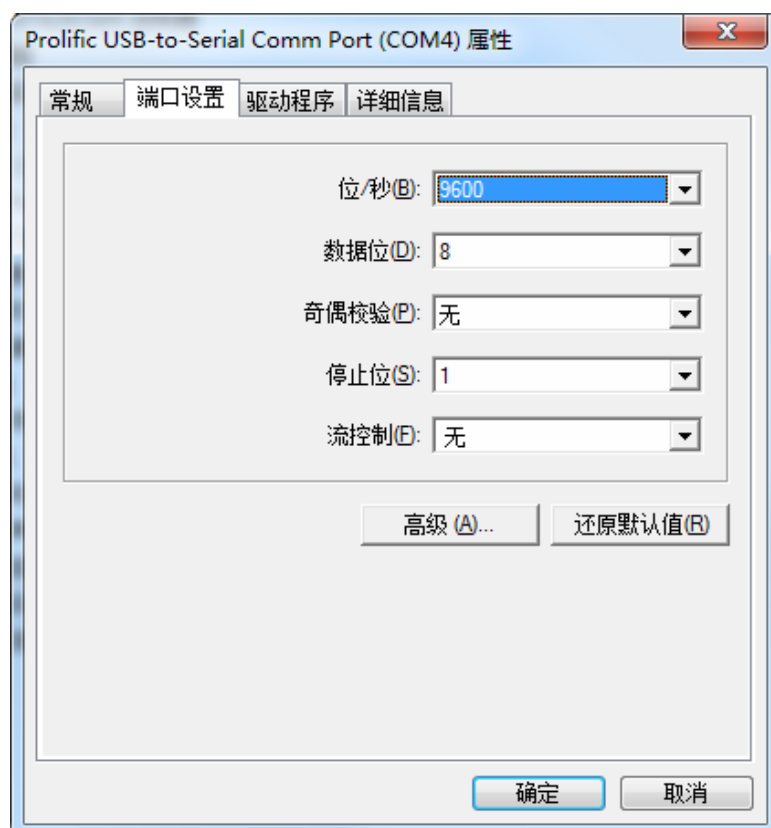 Prolific USB-to-Serial Comm Port (COM4) 属性
常规 端口设置 驱动程序 详细信息
位/秒(B): 9600
数据位(D): 8
奇偶校验(P): 无
停止位(S): 1
流控制(F): 无
高级 (A)... 还原默认值(R)
确定 取消